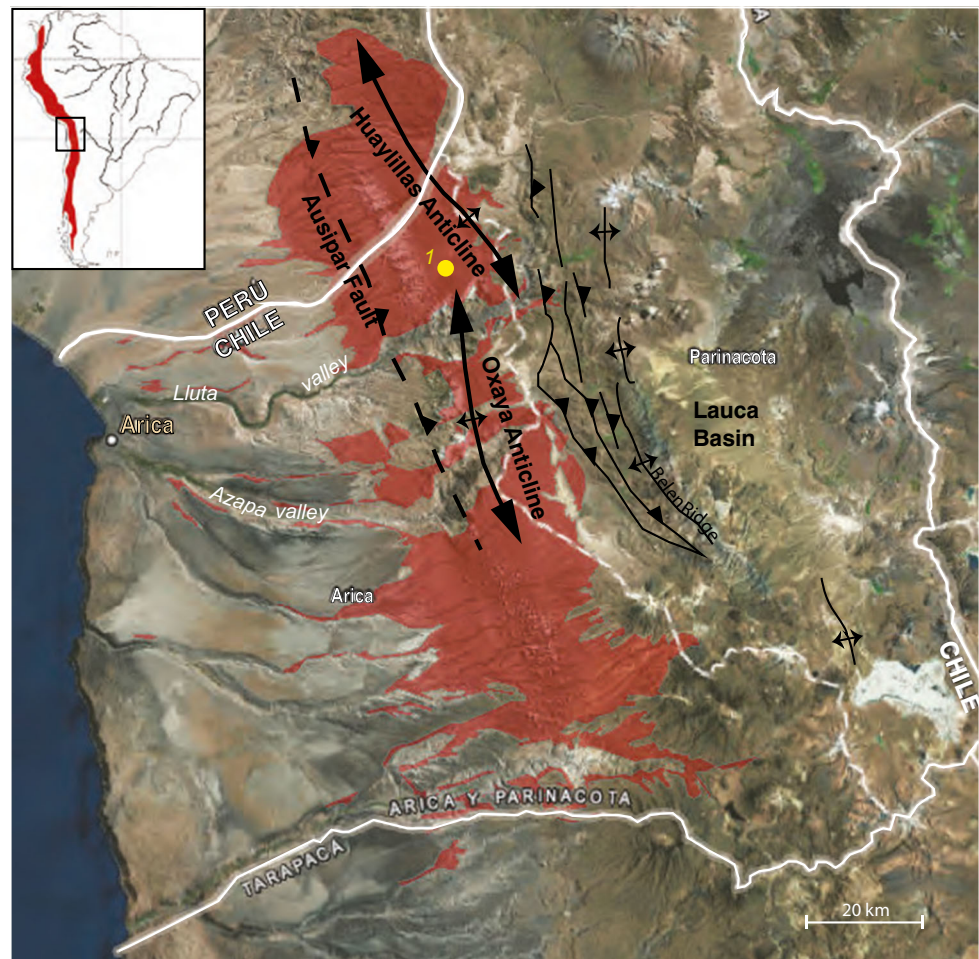 A
Huaylillas Anticline
Ausipar Fault
1
PERU
CHILE
Parinacota
Lluta
valley
Oxaya Anticline
Lauca
Basin
Arica
Belen Ridge
Azapa valley
Arica
CHILE
ARICA Y PARINACOTA
TARAPACÁ
20 km